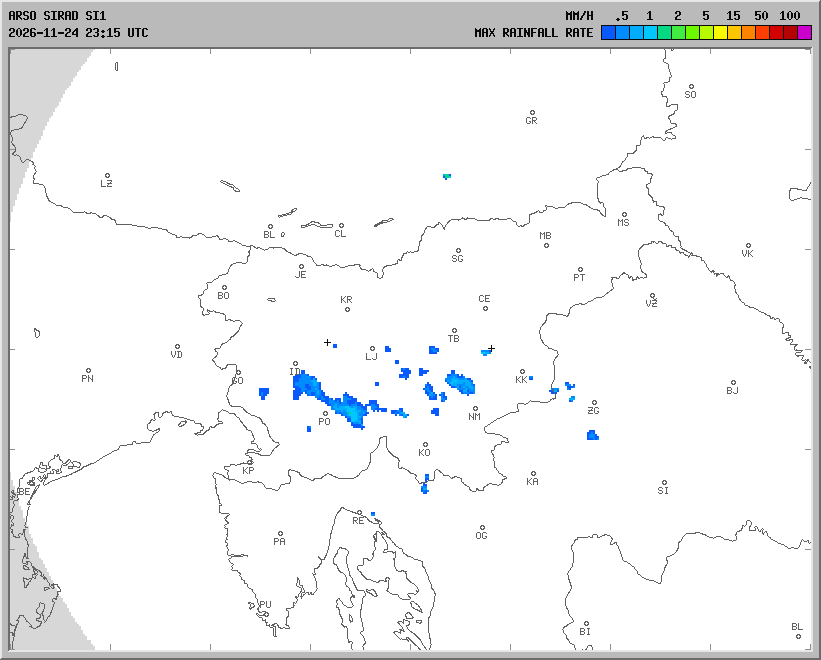 ARSO SIRAD SI1
2026-11-24 23:15 UTC
MM/H .5 1 2 5 15 50 100
MAX RAINFALL RATE
SO
GR
LZ
MS
BL
CL
MB
VK
SG
JE
PT
BO
KR
CE
VZ
TB
VD
LJ
ID
PN
GO
KK
BJ
ZG
NM
PO
KO
KP
KA
BE
SI
RE
OG
PA
PU
BI
BL